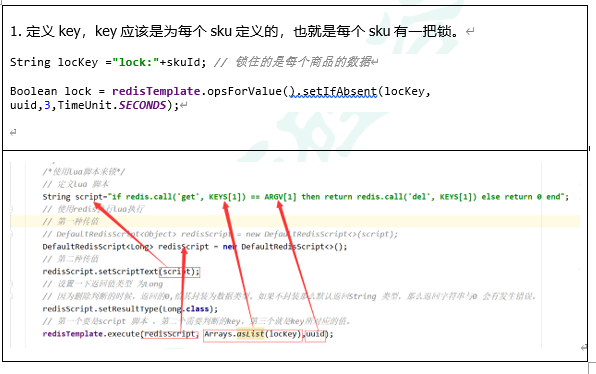 1. 定义 key，key 应该是为每个 sku 定义的，也就是每个 sku 有一把锁。
String locKey ="lock:"+skuId; // 锁住的是每个商品的数据
Boolean lock = redisTemplate.opsForValue().setIfAbsent(locKey,
uuid,3,TimeUnit.SECONDS);
/*使用lua脚本来锁*/
// 定义lua 脚本
String script="if redis.call('get', KEYS[1]) == ARGV[1] then return redis.call('del', KEYS[1]) else return 0 end";
// 使用redis执行lua执行
// 第一种传值
// DefaultRedisScript<Object> redisScript = new DefaultRedisScript<>(script);
DefaultRedisScript<Long> redisScript = new DefaultRedisScript<>();
// 第二种传值
redisScript.setScriptText(script);
// 设置一下返回值类型 为Long
// 因为删除判断的时候，返回的0,给其封装为数据类型。如果不封装那么默认返回String 类型，那么返回字符串与0 会有发生错误。
redisScript.setResultType(Long.class);
// 第一个要是script 脚本 ，第二个需要判断的key，第三个就是key所对应的值。
redisTemplate.execute(redisScript, Arrays.asList(locKey),uuid);